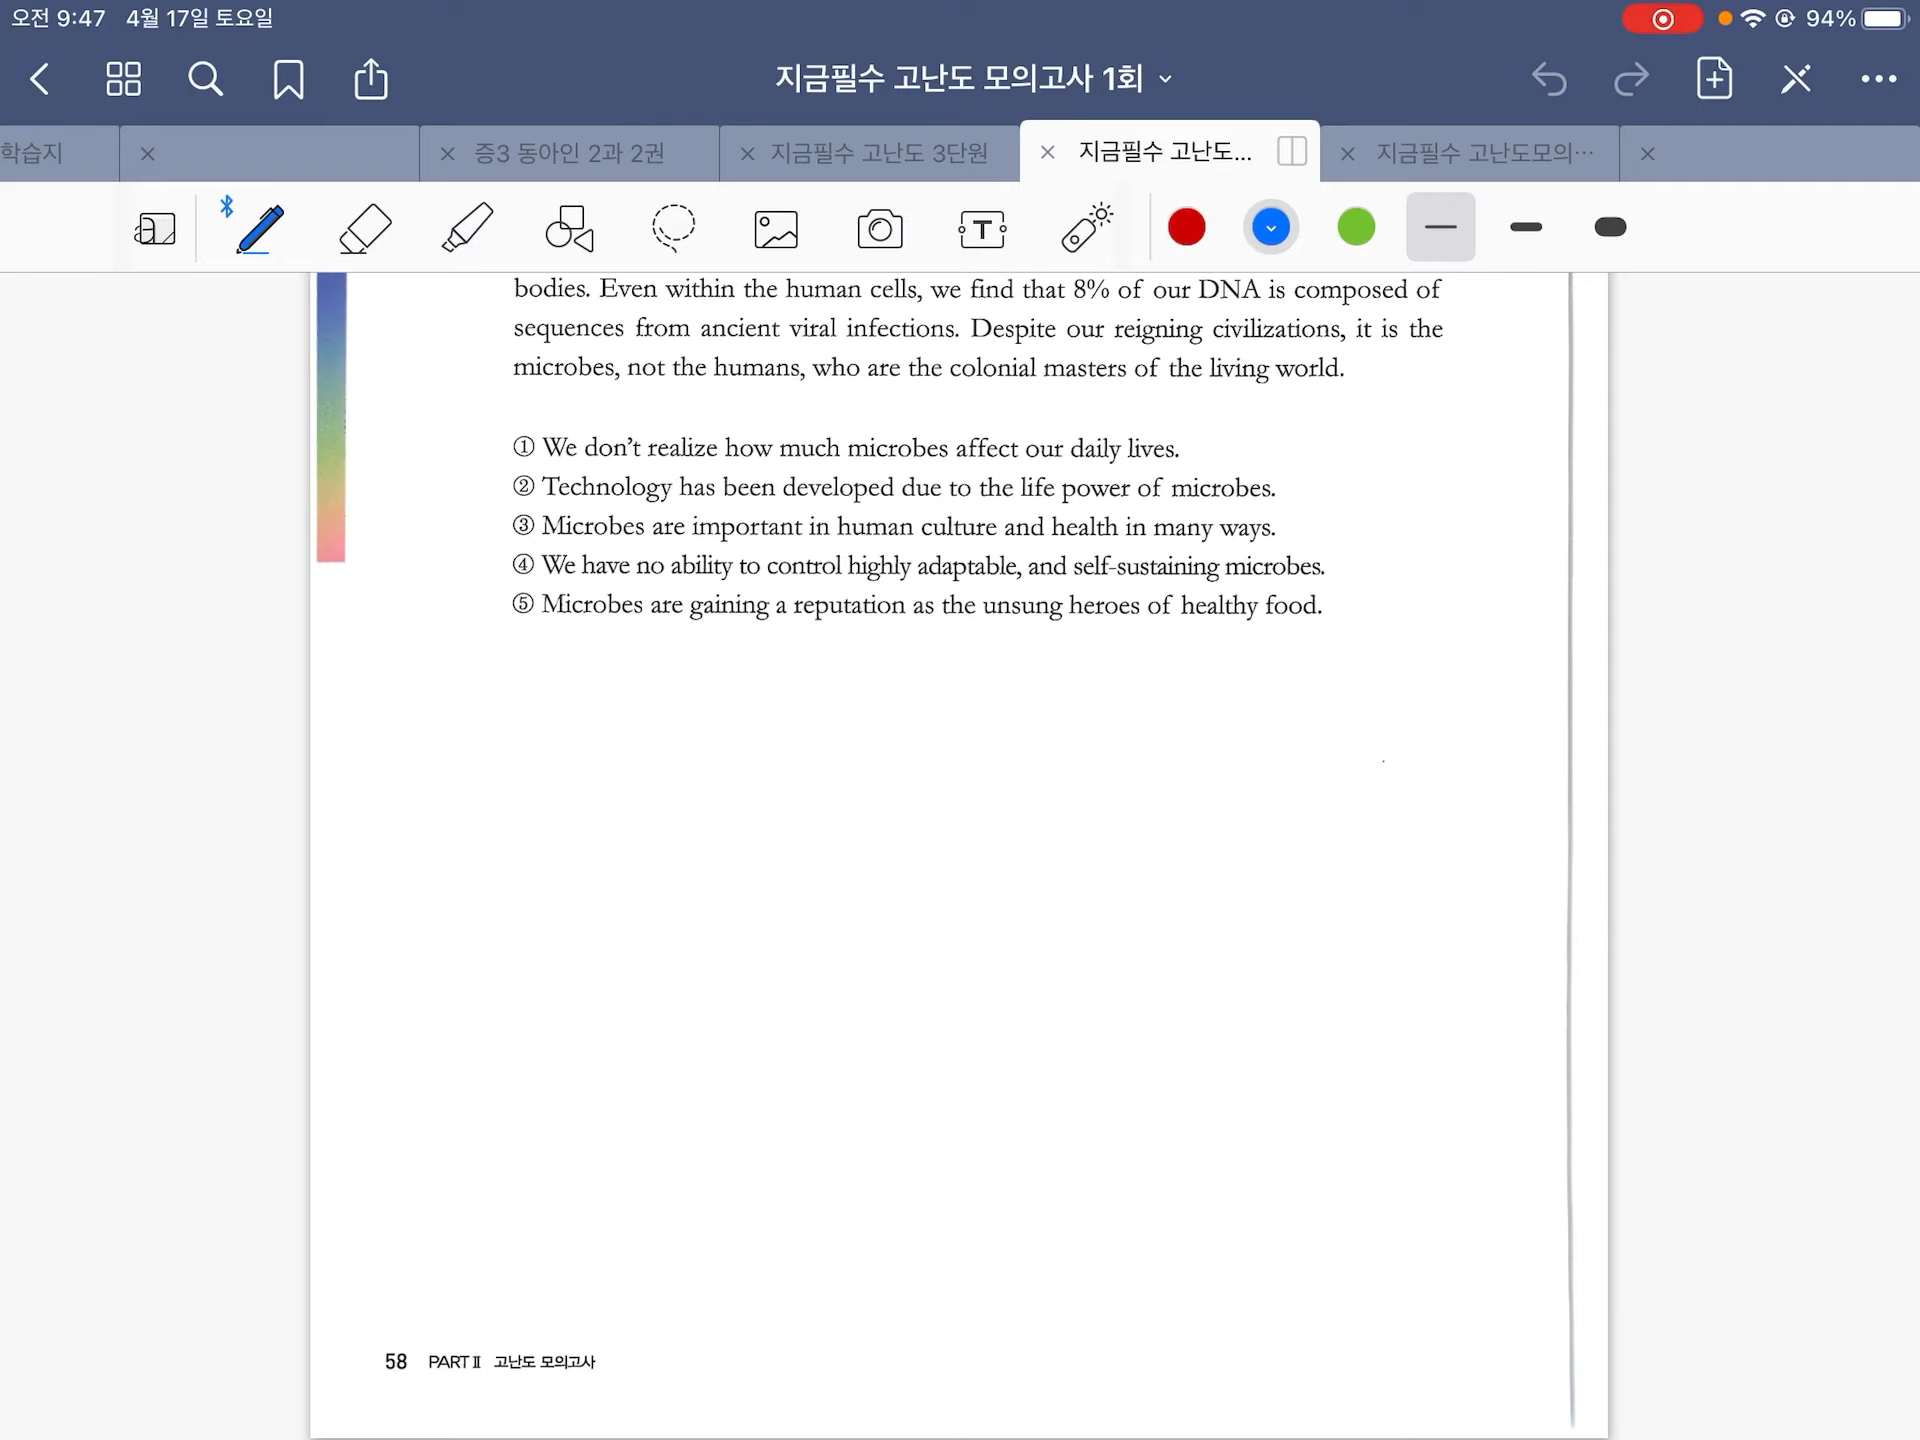 오전 9:47 4월 17일 토요일
94%
지금필수 고난도 모의고사 1회
학습지
중3 동아인 2과 2권
지금필수 고난도 3단원
지금필수 고난도...
지금필수 고난도모의...
bodies. Even within the human cells, we find that 8% of our DNA is composed of
sequences from ancient viral infections. Despite our reigning civilizations, it is the
microbes, not the humans, who are the colonial masters of the living world.
① We don't realize how much microbes affect our daily lives.
② Technology has been developed due to the life power of microbes.
③ Microbes are important in human culture and health in many ways.
④ We have no ability to control highly adaptable, and self-sustaining microbes.
⑤ Microbes are gaining a reputation as the unsung heroes of healthy food.
58 PART Ⅱ 고난도 모의고사